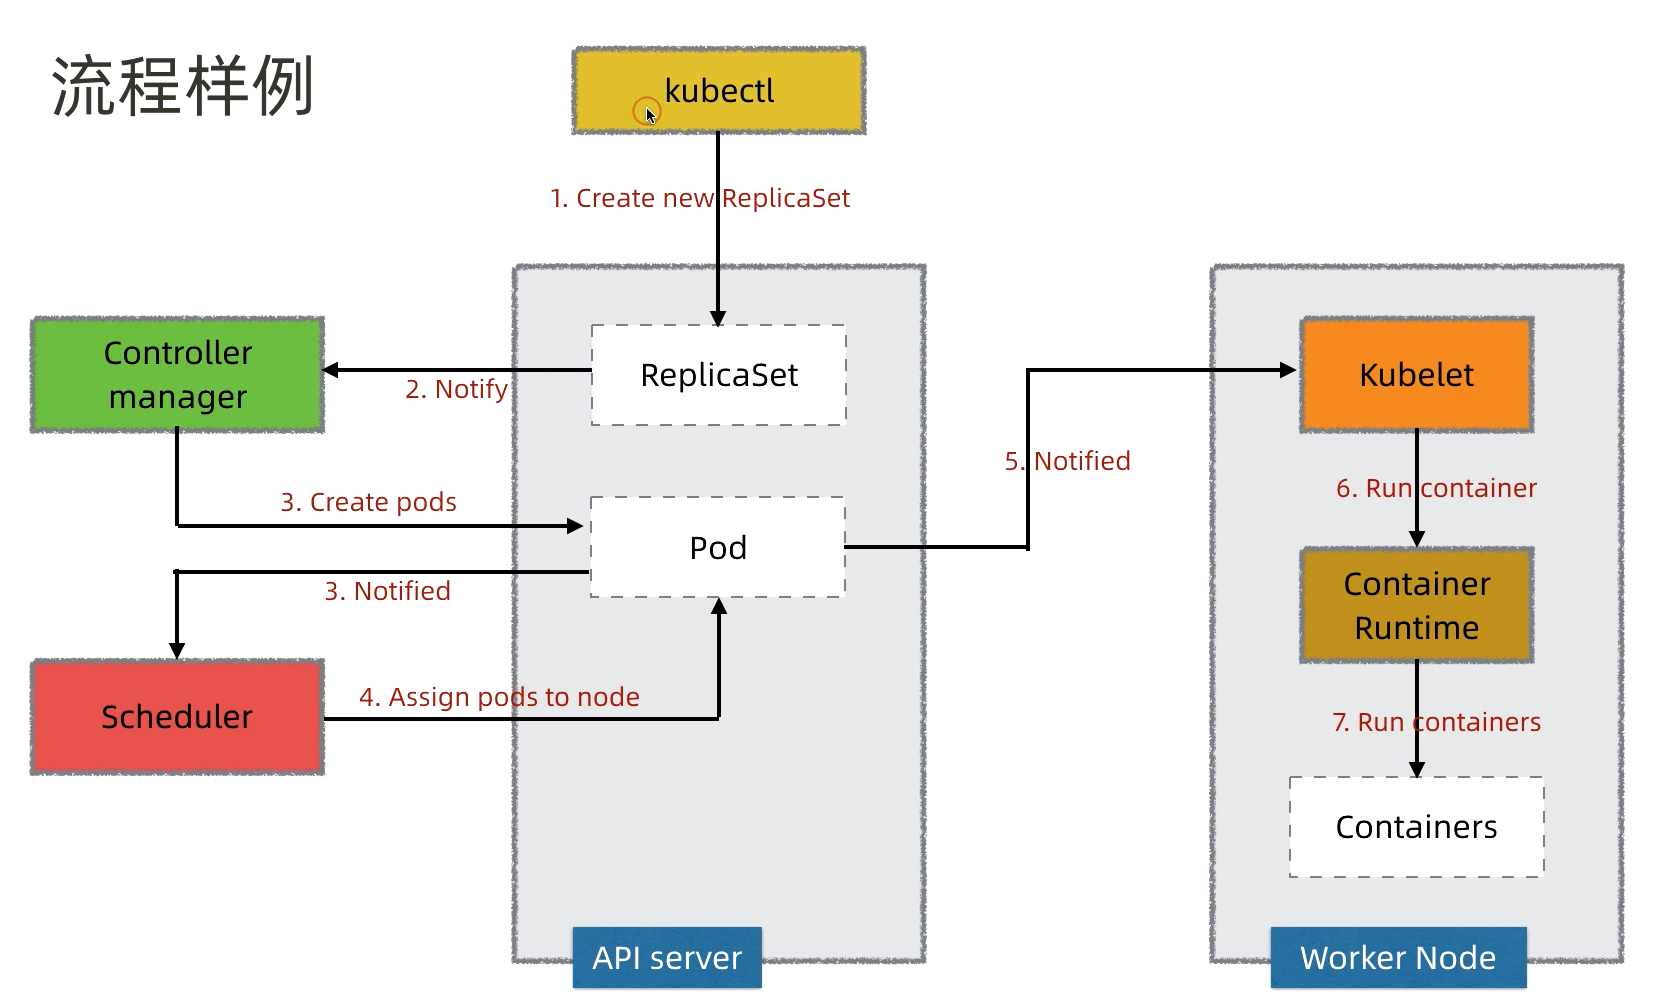 流程样例
kubectl
1. Create new ReplicaSet
Controller
manager
2. Notify
ReplicaSet
3. Create pods
Pod
3. Notified
Scheduler
4. Assign pods to node
API server
5. Notified
Kubelet
6. Run container
Container
Runtime
7. Run containers
Containers
Worker Node